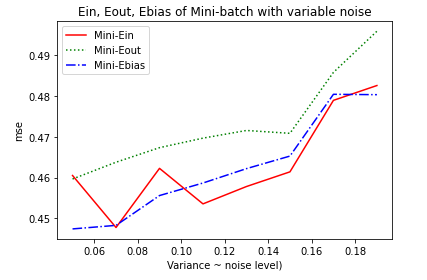 Ein, Eout, Ebias of Mini-batch with variable noise
Mini-Ein
Mini-Eout
Mini-Ebias
mse
0.49
0.48
0.47
0.46
0.45
0.06 0.08 0.10 0.12 0.14 0.16 0.18
Variance ~ noise level)